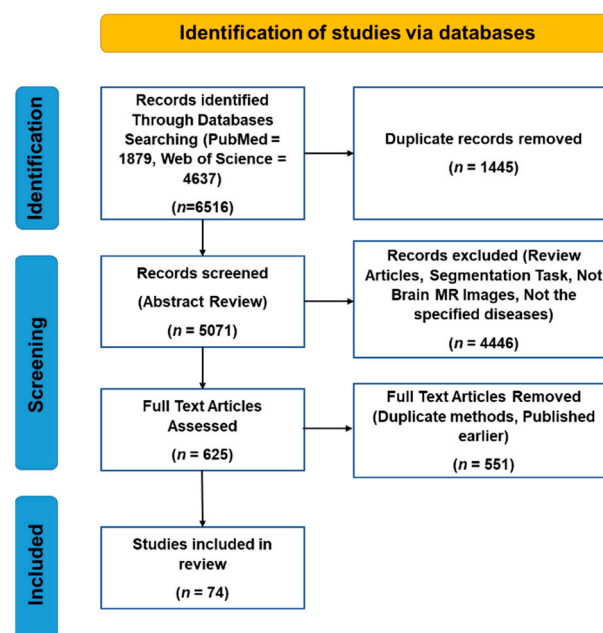 Identification of studies via databases
Identification
Records identified
Through Databases
Searching (PubMed =
1879, Web of Science =
4637)
(n=6516)
Duplicate records removed
(n = 1445)
Screening
Records screened
(Abstract Review)
(n = 5071)
Records excluded (Review
Articles, Segmentation Task, Not
Brain MR Images, Not the
specified diseases)
(n = 4446)
Full Text Articles
Assessed
(n = 625)
Full Text Articles Removed
(Duplicate methods, Published
earlier)
(n = 551)
Included
Studies included in
review
(n = 74)